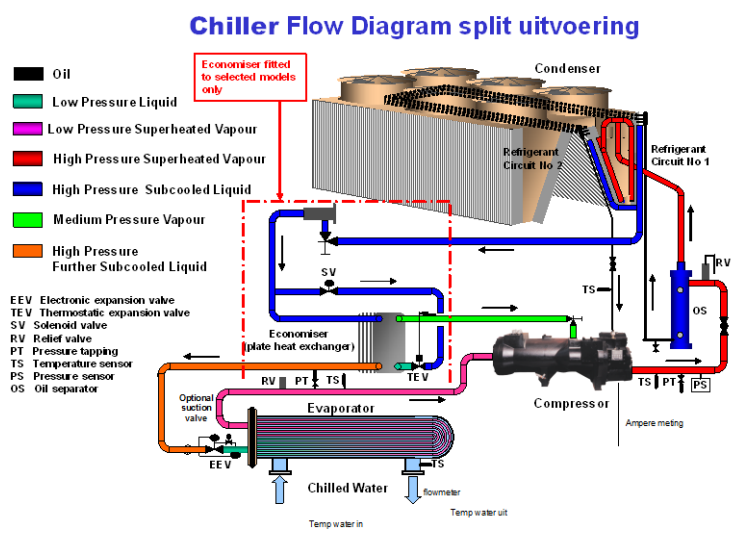 Chiller Flow Diagram split uitvoering
Economiser fitted
to selected models
only
Condenser
Oil
Low Pressure Liquid
Low Pressure Superheated Vapour
High Pressure Superheated Vapour
High Pressure Subcooled Liquid
Medium Pressure Vapour
High Pressure
Further Subcooled Liquid
EEV Electronic expansion valve
TEV Thermostatic expansion valve
SV Solenoid valve
RV Relief valve
PT Pressure tapping
TS Temperature sensor
PS Pressure sensor
OS Oil separator
Refrigerant
Circuit No 2
Refrigerant
Circuit No 1
SV
TS
RV
OS
Economiser
(plate heat exchanger)
TEV
RV
PT
TS
TS
PT
PS
Optional
suction
valve
Evaporator
Compressor
Ampere meting
EEV
TS
Chilled Water
flowmeter
Temp water in
Temp water uit